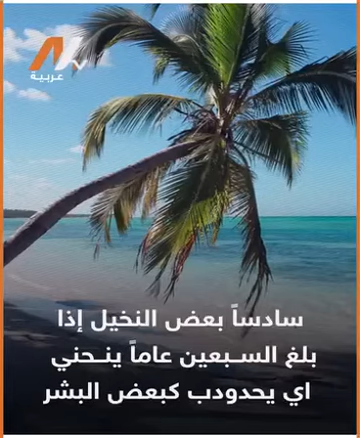 عربية
سادساً بعض النخيل إذا
بلغ السبعين عاماً ينحني
اي يحدودب كبعض البشر